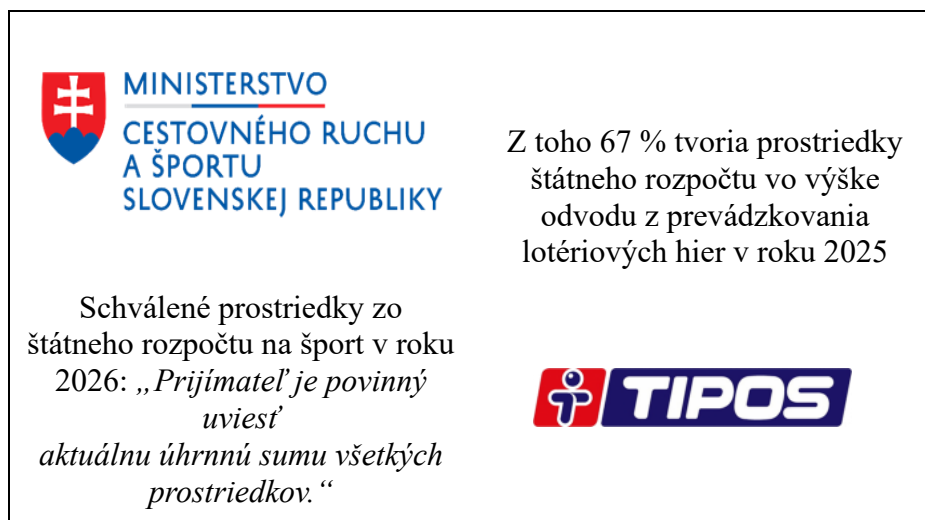 MINISTERSTVO
CESTOVNÉHO RUCHU
A ŠPORTU
SLOVENSKEJ REPUBLIKY
Schválené prostriedky zo
štátneho rozpočtu na šport v roku
2026: „Prijímateľ je povinný
uviesť
aktuálnu úhrnnú sumu všetkých
prostriedkov.“
Z toho 67 % tvoria prostriedky
štátneho rozpočtu vo výške
odvodu z prevádzkovania
lotériových hier v roku 2025
TIPOS